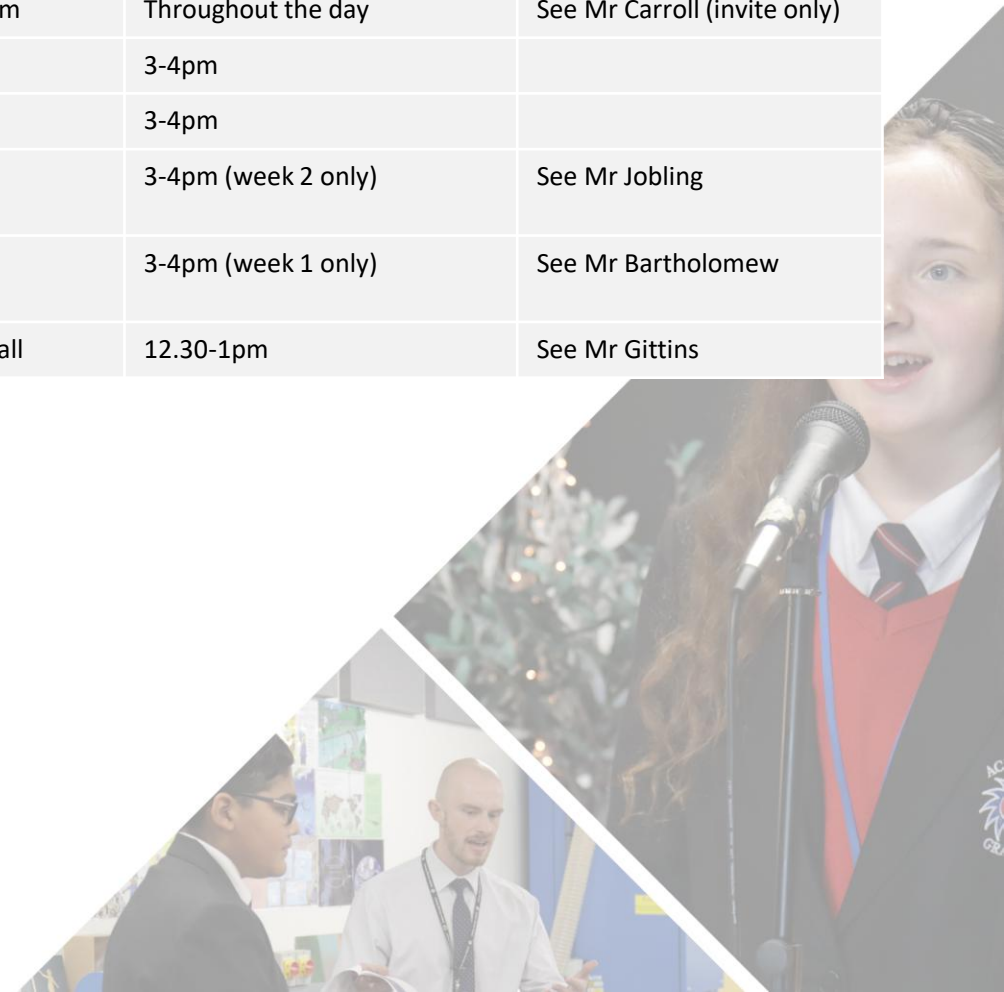 m Throughout the day See Mr Carroll (invite only)
3-4pm
3-4pm
3-4pm (week 2 only) See Mr Jobling
3-4pm (week 1 only) See Mr Bartholomew
all 12.30-1pm See Mr Gittins